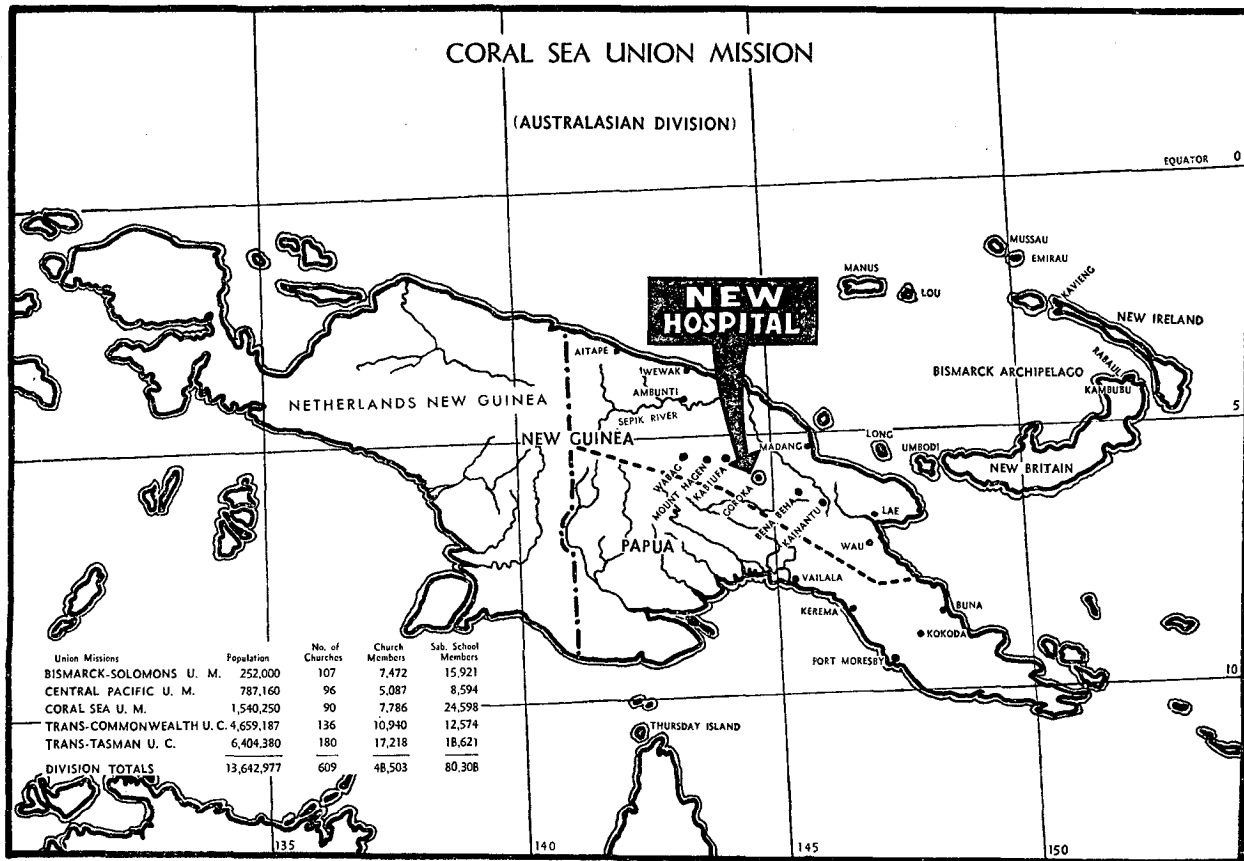 CORAL SEA UNION MISSION
(AUSTRALASIAN DIVISION)
EQUATOR 0
MUSSAU
EMIRAU
MANUS
LOU
KAVIENG
NEW IRELAND
NEW
HOSPITAL
RABAUL
BISMARCK ARCHIPELAGO
KAMBUBU
AITAPE
WEWAK
AMBUNTI
SEPIK RIVER
NETHERLANDS NEW GUINEA
5
NEW GUINEA
MADANG
LONG
UMBODI
NEW BRITAIN
WABAG
MOUNT HAGEN
KABIUFA
GOROKA
BENA BEHA
KAINANTU
LAE
WAU
PAPUA
VAILALA
KEREMA
BUNA
KOKODA
PORT MORESBY
10
THURSDAY ISLAND
Union Missions Population No. of Churches Church Members Sab. School Members
BISMARCK-SOLOMONS U. M. 252,000 107 7,472 15,921
CENTRAL PACIFIC U. M. 787,160 96 5,087 8,594
CORAL SEA U. M. 1,540,250 90 7,786 24,598
TRANS-COMMONWEALTH U. C. 4,659,187 136 10,940 12,574
TRANS-TASMAN U. C. 6,404,380 180 17,218 18,621
DIVISION TOTALS 13,642,977 609 48,503 80,308
135
140
145
150